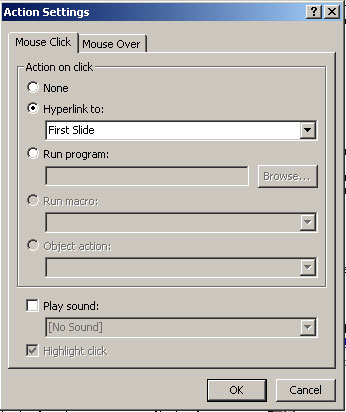 Action Settings
Mouse Click Mouse Over
Action on click
None
Hyperlink to:
First Slide
Run program:
Browse...
Run macro:
Object action:
Play sound:
[No Sound]
Highlight click
OK Cancel